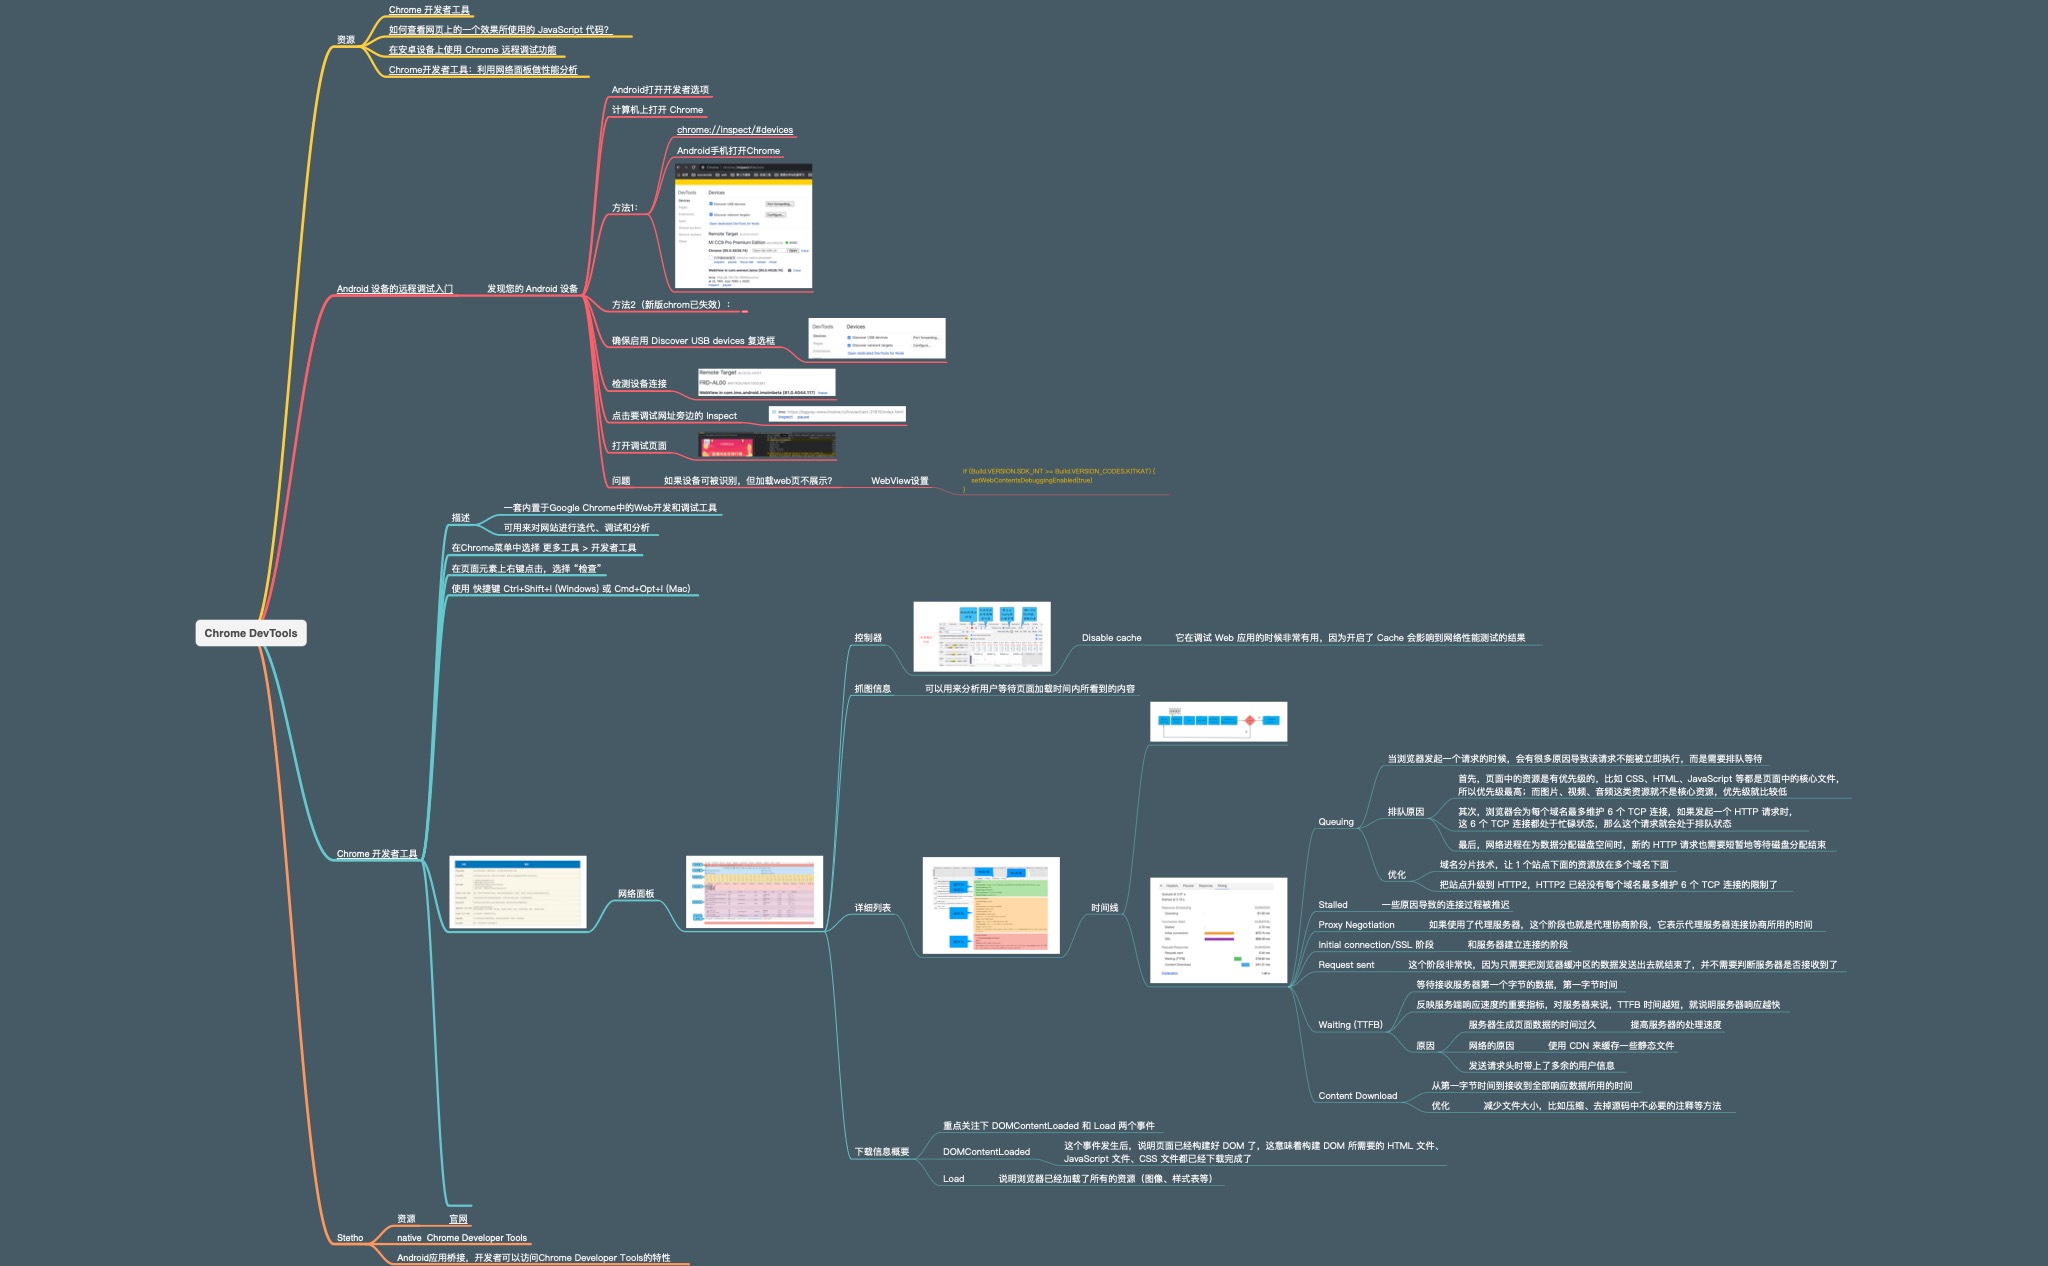 Chrome DevTools
资源
Chrome 开发者工具
如何查看网页上的一个效果所使用的 JavaScript 代码？
在安卓设备上使用 Chrome 远程调试功能
Chrome开发者工具：利用网络面板做性能分析
Android 设备的远程调试入门
发现您的 Android 设备
Android打开开发者选项
计算机上打开 Chrome
方法1：
chrome://inspect/#devices
Android手机打开Chrome
DevTools
Devices
Discover USB devices
Port forwarding...
Discover network targets
Configure...
Open dedicated DevTools for Node
Remote Target
MI CC9 Pro Premium Edition
方法2（新版chrom已失效）：
确保启用 Discover USB devices 复选框
DevTools
Devices
Devices
Discover USB devices
Port forwarding...
Discover network targets
Configure...
Open dedicated DevTools for Node
检测设备连接
Remote Target
FRD-AL00
点击要调试网址旁边的 Inspect
inspect pause
打开调试页面
问题
如果设备可被识别，但加载web页不展示？
WebView设置
if (Build.VERSION.SDK_INT >= Build.VERSION_CODES.KITKAT) {
setWebContentsDebuggingEnabled(true)
}
Chrome 开发者工具
描述
一套内置于Google Chrome中的Web开发和调试工具
可用来对网站进行迭代、调试和分析
在Chrome菜单中选择 更多工具 > 开发者工具
在页面元素上右键点击，选择 “检查”
使用 快捷键 Ctrl+Shift+I (Windows) 或 Cmd+Opt+I (Mac)
网络面板
控制器
Disable cache
它在调试 Web 应用的时候非常有用，因为开启了 Cache 会影响到网络性能测试的结果
抓图信息
可以用来分析用户等待页面加载时间内所看到的内容
详细列表
时间线
Headers Preview Response Timing
Queuing
当浏览器发起一个请求的时候，会有很多原因导致该请求不能被立即执行，而是需要排队等待
排队原因
首先，页面中的资源是有优先级的，比如 CSS、HTML、JavaScript 等都是页面中的核心文件，
所以优先级最高；而图片、视频、音频这类资源就不是核心资源，优先级就比较低
其次，浏览器会为每个域名最多维护 6 个 TCP 连接，如果发起一个 HTTP 请求时，
这 6 个 TCP 连接都处于忙碌状态，那么这个请求就会处于排队状态
最后，网络进程在为数据分配磁盘空间时，新的 HTTP 请求也需要短暂地等待磁盘分配结束
优化
域名分片技术，让 1 个站点下面的资源放在多个域名下面
把站点升级到 HTTP2，HTTP2 已经没有每个域名最多维护 6 个 TCP 连接的限制了
Stalled
一些原因导致的连接过程被推迟
Proxy Negotiation
如果使用了代理服务器，这个阶段也就是代理协商阶段，它表示代理服务器连接协商所用的时间
Initial connection/SSL 阶段
和服务器建立连接的阶段
Request sent
这个阶段非常快，因为只需要把浏览器缓冲区的数据发送出去就结束了，并不需要判断服务器是否接收到了
Waiting (TTFB)
等待接收服务器第一个字节的数据，第一字节时间
反映服务端响应速度的重要指标，对服务器来说，TTFB 时间越短，就说明服务器响应越快
原因
服务器生成页面数据的时间过久
提高服务器的处理速度
网络的原因
使用 CDN 来缓存一些静态文件
发送请求头时带上了多余的用户信息
Content Download
从第一字节时间到接收到全部响应数据所用的时间
优化
减少文件大小，比如压缩、去掉源码中不必要的注释等方法
下载信息概要
重点关注下 DOMContentLoaded 和 Load 两个事件
DOMContentLoaded
这个事件发生后，说明页面已经构建好 DOM 了，这意味着构建 DOM 所需要的 HTML 文件、
JavaScript 文件、CSS 文件都已经下载完成了
Load
说明浏览器已经加载了所有的资源（图像、样式表等）
Stetho
资源
官网
native Chrome Developer Tools
Android应用桥接，开发者可以访问Chrome Developer Tools的特性